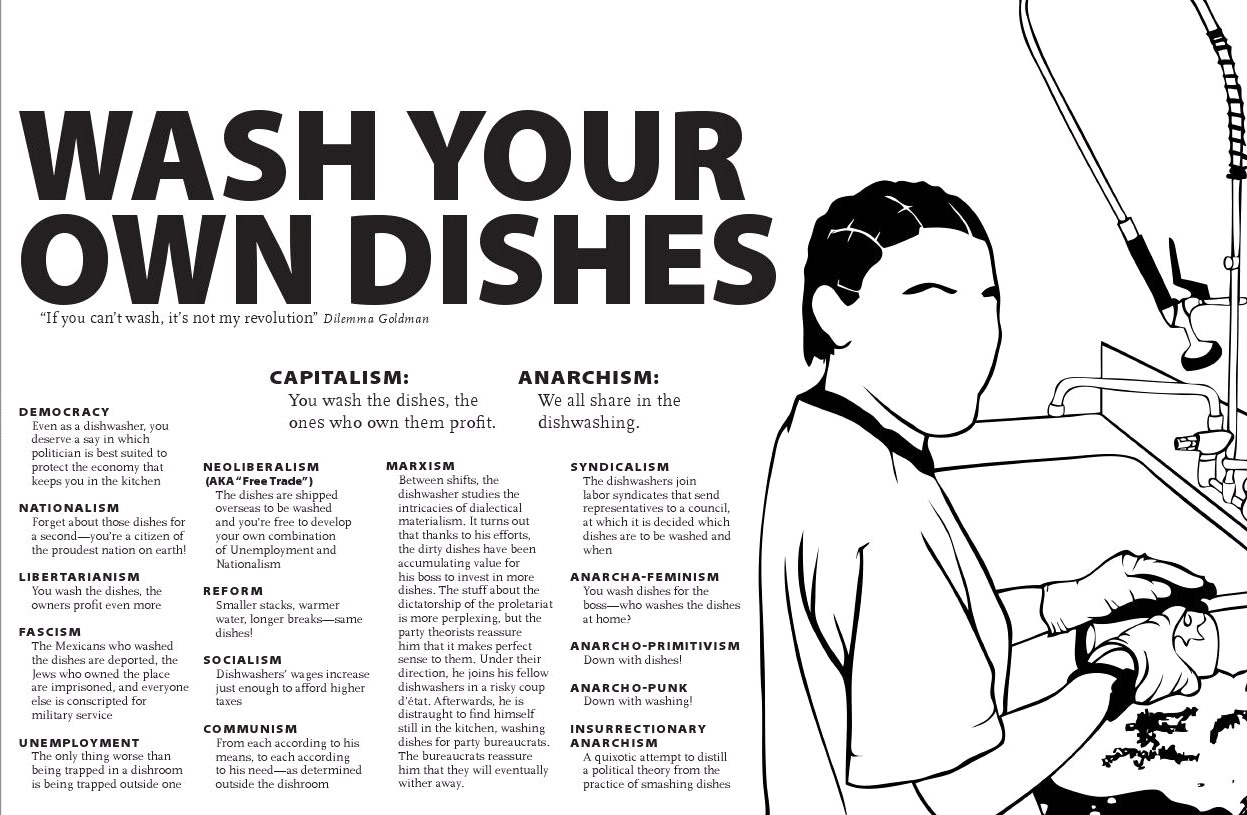 WASH YOUR
OWN DISHES
“If you can’t wash, it’s not my revolution” Dilemma Goldman
CAPITALISM:
You wash the dishes, the
ones who own them profit.
ANARCHISM:
We all share in the
dishwashing.
DEMOCRACY
Even as a dishwasher, you
deserve a say in which
politician is best suited to
protect the economy that
keeps you in the kitchen
NATIONALISM
Forget about those dishes for
a second—you’re a citizen of
the proudest nation on earth!
LIBERTARIANISM
You wash the dishes, the
owners profit even more
FASCISM
The Mexicans who washed
the dishes are deported, the
Jews who owned the place
are imprisoned, and everyone
else is conscripted for
military service
UNEMPLOYMENT
The only thing worse than
being trapped in a dishroom
is being trapped outside one
NEOLIBERALISM
(AKA “Free Trade”)
The dishes are shipped
overseas to be washed
and you’re free to develop
your own combination
of Unemployment and
Nationalism
REFORM
Smaller stacks, warmer
water, longer breaks—same
dishes!
SOCIALISM
Dishwashers’ wages increase
just enough to afford higher
taxes
COMMUNISM
From each according to his
means, to each according
to his need—as determined
outside the dishroom
MARXISM
Between shifts, the
dishwasher studies the
intricacies of dialectical
materialism. It turns out
that thanks to his efforts,
the dirty dishes have been
accumulating value for
his boss to invest in more
dishes. The stuff about the
dictatorship of the proletariat
is more perplexing, but the
party theorists reassure
him that it makes perfect
sense to them. Under their
direction, he joins his fellow
dishwashers in a risky coup
d’état. Afterwards, he is
distraught to find himself
still in the kitchen, washing
dishes for party bureaucrats.
The bureaucrats reassure
him that they will eventually
wither away.
SYNDICALISM
The dishwashers join
labor syndicates that send
representatives to a council,
at which it is decided which
dishes are to be washed and
when
ANARCHA-FEMINISM
You wash dishes for the
boss—who washes the dishes
at home?
ANARCHO-PRIMITIVISM
Down with dishes!
ANARCHO-PUNK
Down with washing!
INSURRECTIONARY
ANARCHISM
A quixotic attempt to distill
a political theory from the
practice of smashing dishes